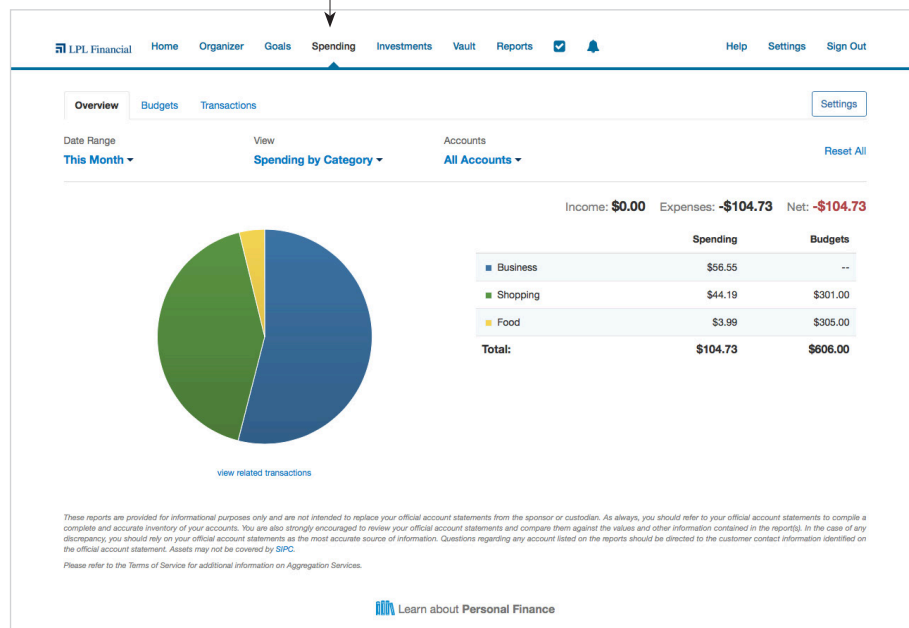 LPL Financial Home Organizer Goals Spending Investments Vault Reports Help Settings Sign Out
Overview Budgets Transactions Settings
Date Range View Accounts
This Month Spending by Category All Accounts Reset All
Income: $0.00 Expenses: -$104.73 Net: -$104.73
Spending Budgets
Business $56.55 --
Shopping $44.19 $301.00
Food $3.99 $305.00
Total: $104.73 $606.00
view related transactions
These reports are provided for informational purposes only and are not intended to replace your official account statements from the sponsor or custodian. As always, you should refer to your official account statements to compile a
complete and accurate inventory of your accounts. You are also strongly encouraged to review your official account statements and compare them against the values and other information contained in the report(s). In the case of any
discrepancy, you should rely on your official account statements as the most accurate source of information. Questions regarding any account listed on the reports should be directed to the customer contact information identified on
the official account statement. Assets may not be covered by SIPC.
Please refer to the Terms of Service for additional information on Aggregation Services.
Learn about Personal Finance